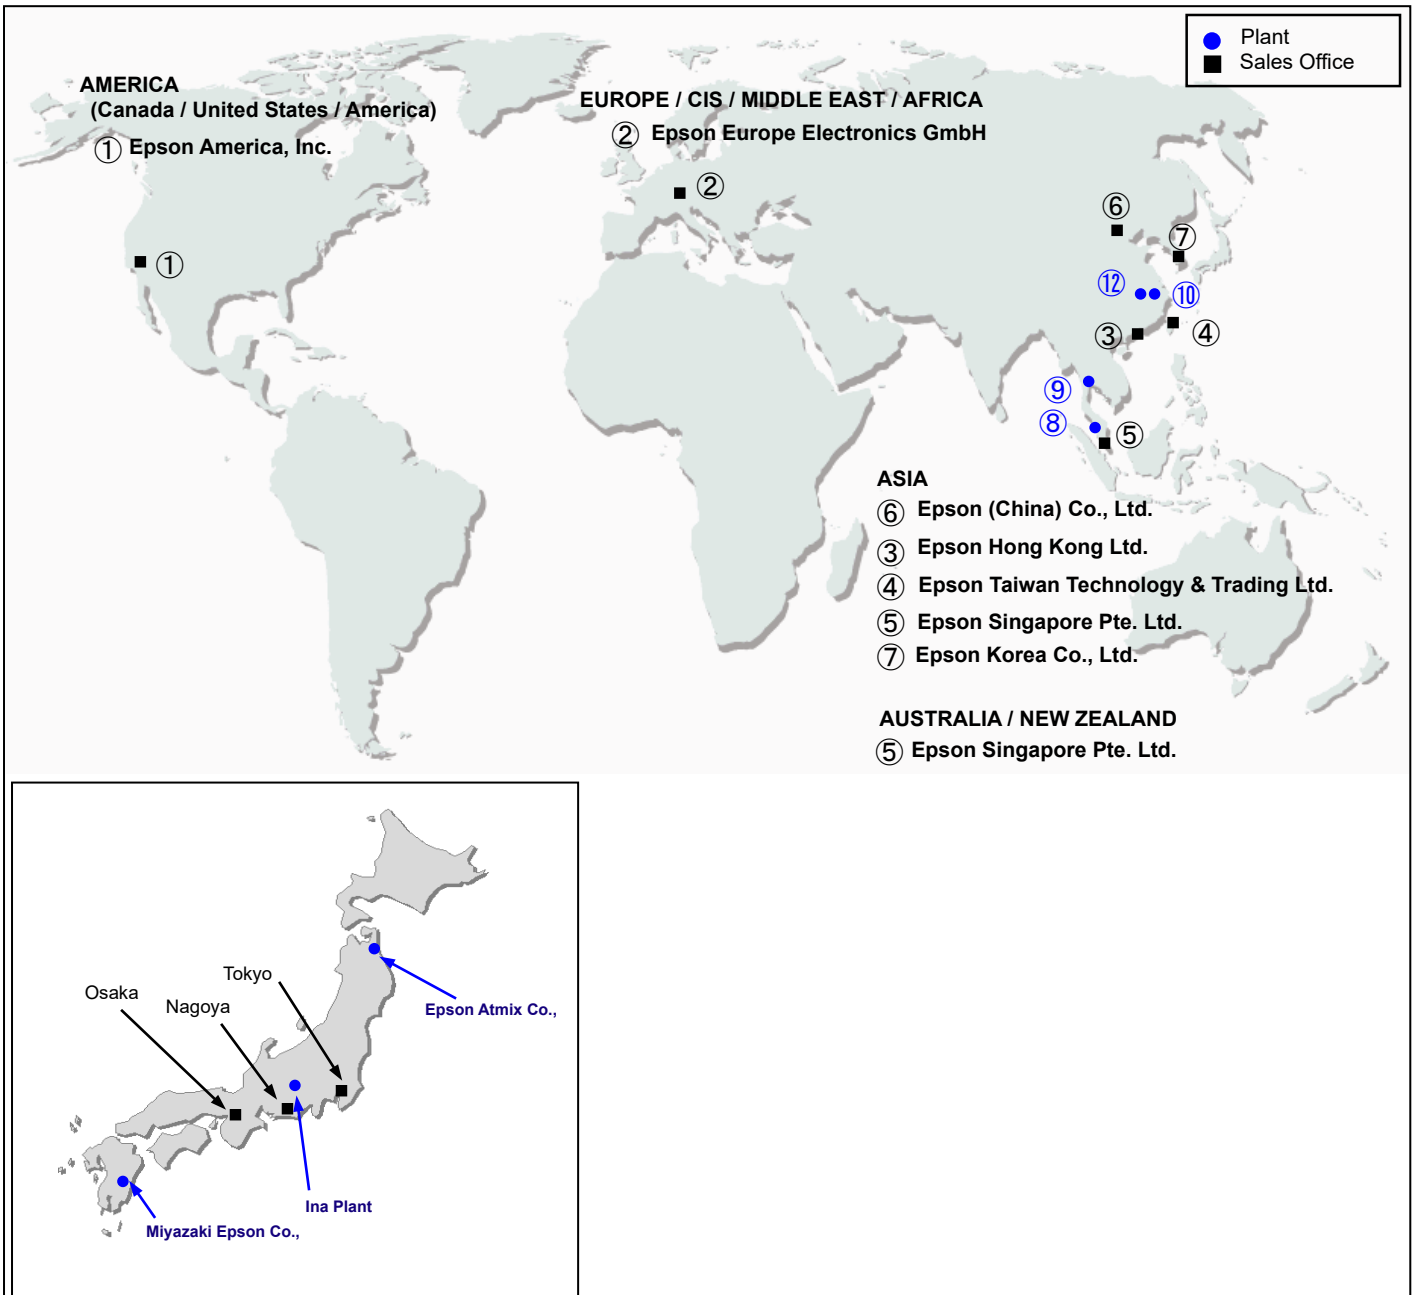 Plant
Sales Office
AMERICA
(Canada / United States / America)
① Epson America, Inc.
EUROPE / CIS / MIDDLE EAST / AFRICA
② Epson Europe Electronics GmbH
②
①
⑥
⑦
⑫
⑩
③
④
⑨
⑧
⑤
ASIA
⑥ Epson (China) Co., Ltd.
③ Epson Hong Kong Ltd.
④ Epson Taiwan Technology & Trading Ltd.
⑤ Epson Singapore Pte. Ltd.
⑦ Epson Korea Co., Ltd.
AUSTRALIA / NEW ZEALAND
⑤ Epson Singapore Pte. Ltd.
Tokyo
Osaka
Nagoya
Epson Atmix Co.,
Ina Plant
Miyazaki Epson Co.,